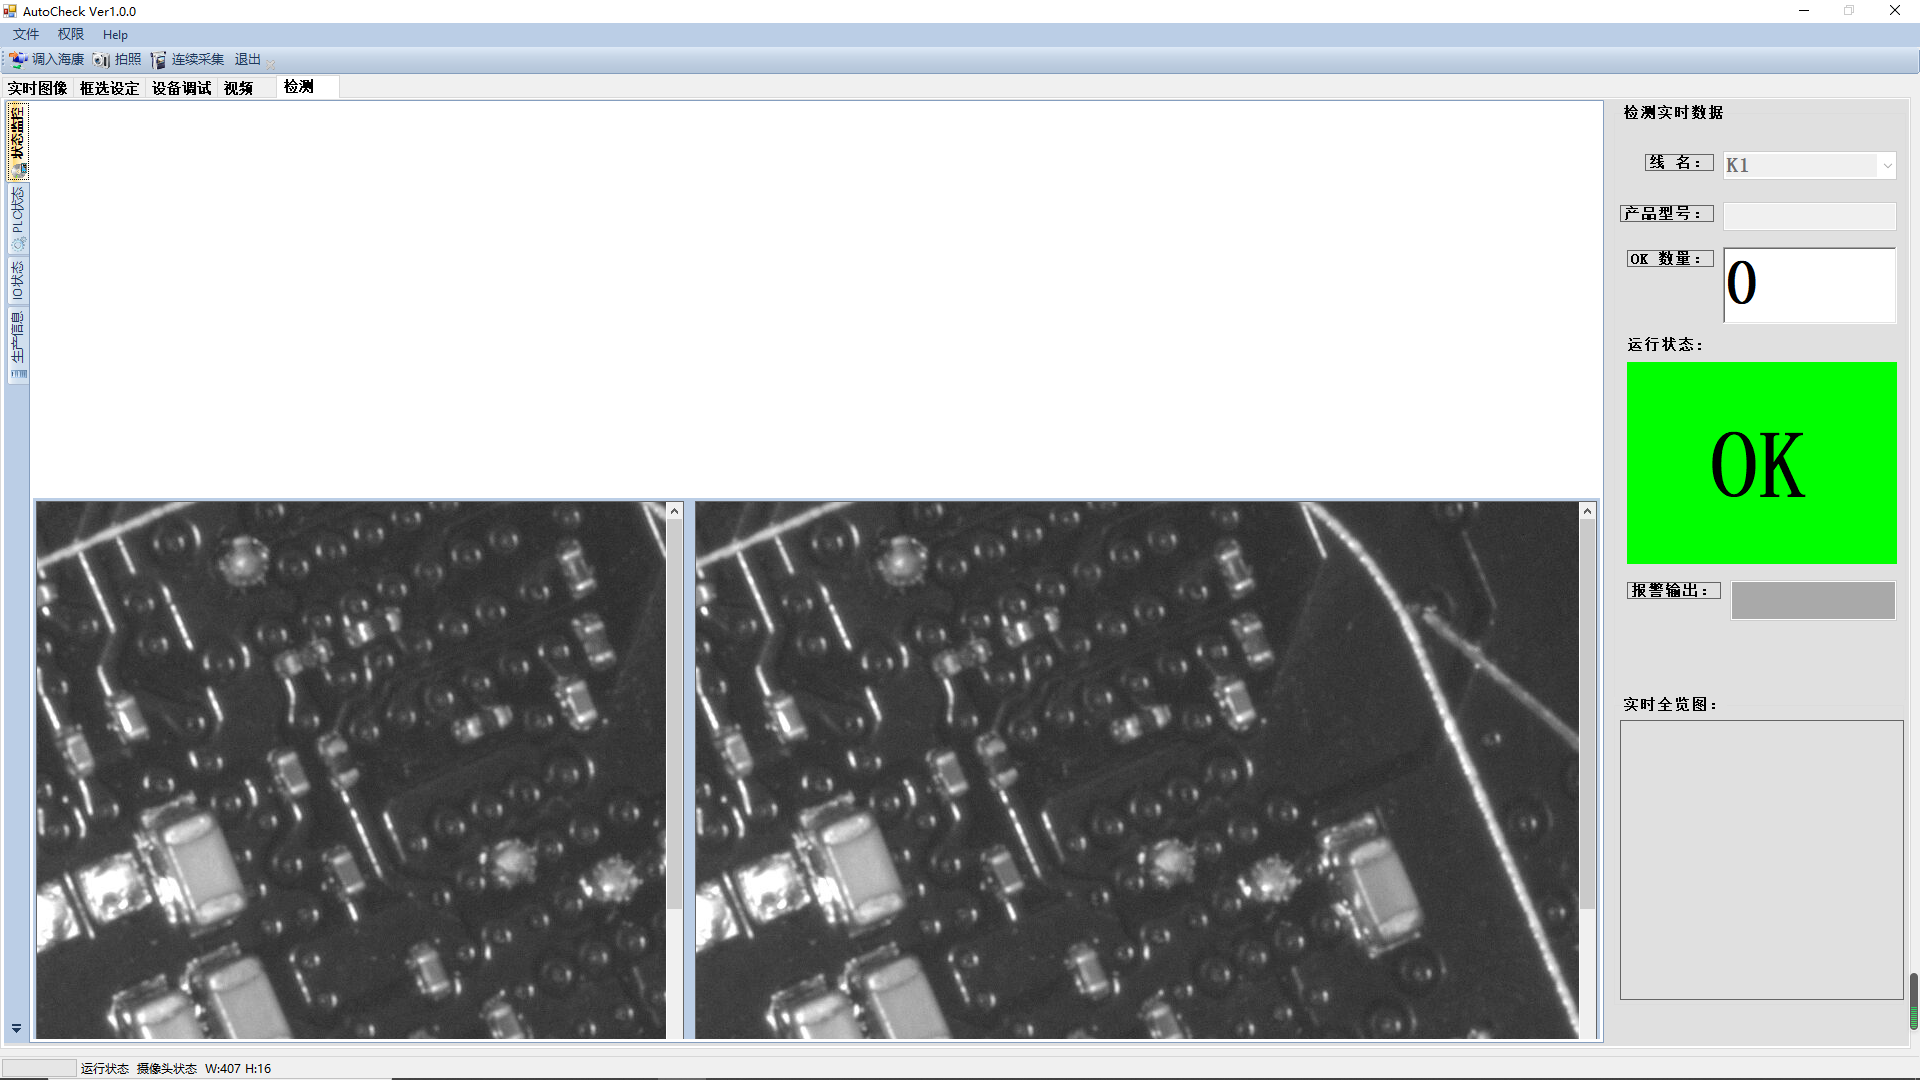 AutoCheck Ver1.0.0
文件 权限 Help
调入海康 拍照 连续采集 退出
实时图像 框选设定 设备调试 视频 检测
状态监控
PLC状态
IO状态
生产信息
检测实时数据
线 名： K1
产品型号：
OK 数量： 0
运行状态：
OK
报警输出：
实时全览图：
运行状态 摄像头状态 W:407 H:16